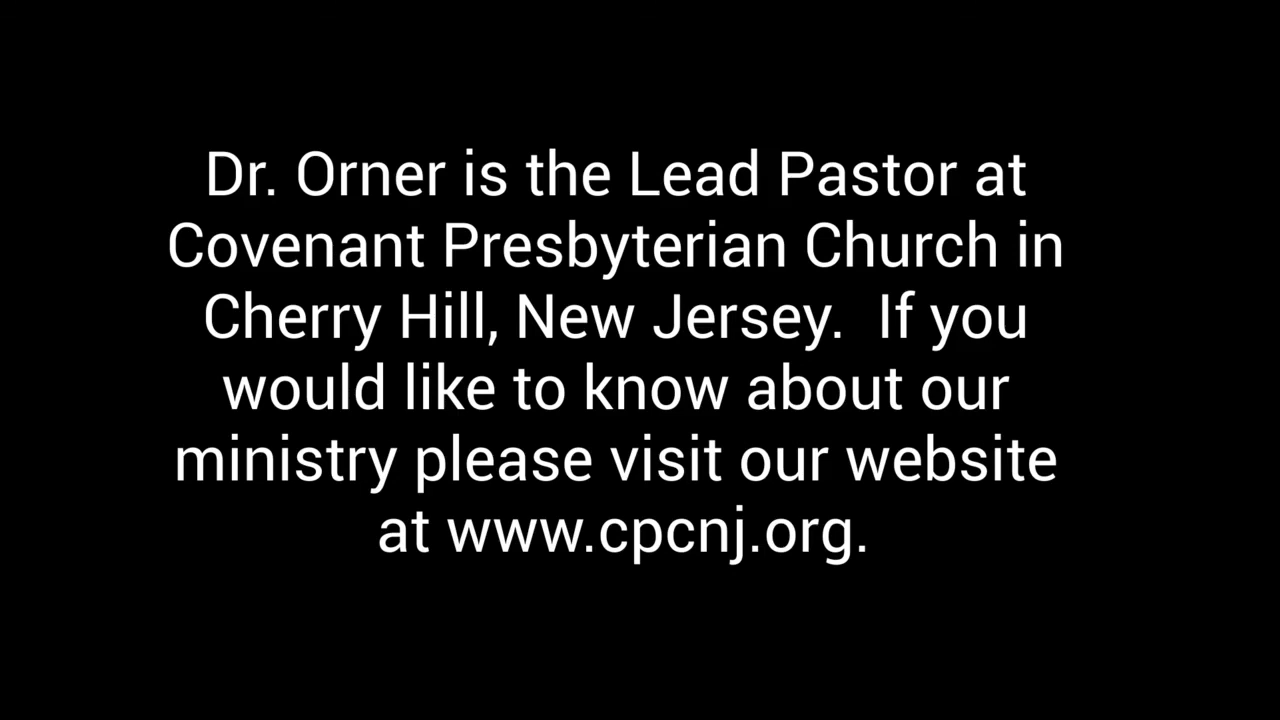 Dr. Orner is the Lead Pastor at
Covenant Presbyterian Church in
Cherry Hill, New Jersey.  If you
would like to know about our
ministry please visit our website
at www.cpcnj.org.